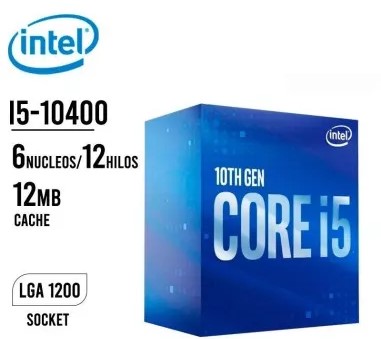 intel
I5-10400
6NUCLEOS/12HILOS
12MB
CACHE
LGA 1200
SOCKET
intel
10TH GEN
CORE i5